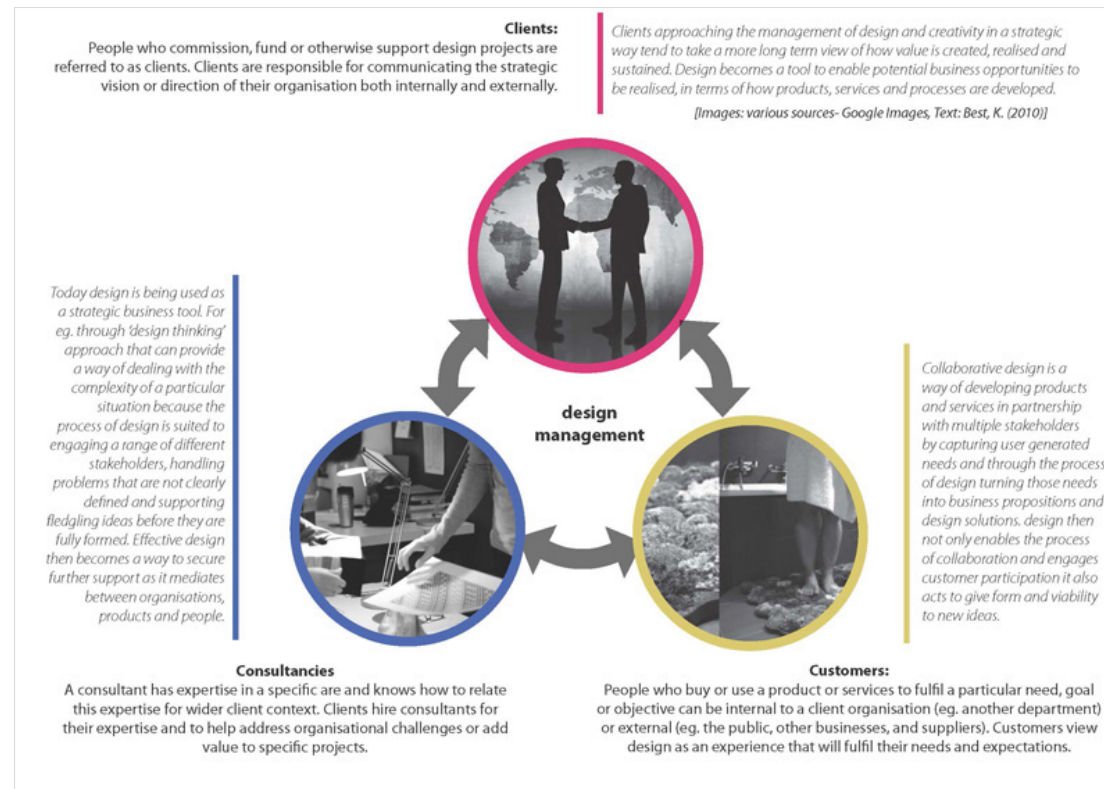 Clients:
People who commission, fund or otherwise support design projects are
referred to as clients. Clients are responsible for communicating the strategic
vision or direction of their organisation both internally and externally.
Clients approaching the management of design and creativity in a strategic
way tend to take a more long term view of how value is created, realised and
sustained. Design becomes a tool to enable potential business opportunities to
be realised, in terms of how products, services and processes are developed.
[Images: various sources- Google Images, Text: Best, K. (2010)]
Today design is being used as
a strategic business tool. For
eg. through ‘design thinking’
approach that can provide
a way of dealing with the
complexity of a particular
situation because the
process of design is suited to
engaging a range of different
stakeholders, handling
problems that are not clearly
defined and supporting
fledgling ideas before they are
fully formed. Effective design
then becomes a way to secure
further support as it mediates
between organisations,
products and people.
design
management
Collaborative design is a
way of developing products
and services in partnership
with multiple stakeholders
by capturing user generated
needs and through the process
of design turning those needs
into business propositions and
design solutions. design then
not only enables the process
of collaboration and engages
customer participation it also
acts to give form and viability
to new ideas.
Consultancies
A consultant has expertise in a specific are and knows how to relate
this expertise for wider client context. Clients hire consultants for
their expertise and to help address organisational challenges or add
value to specific projects.
Customers:
People who buy or use a product or services to fulfil a particular need, goal
or objective can be internal to a client organisation (eg. another department)
or external (eg. the public, other businesses, and suppliers). Customers view
design as an experience that will fulfil their needs and expectations.